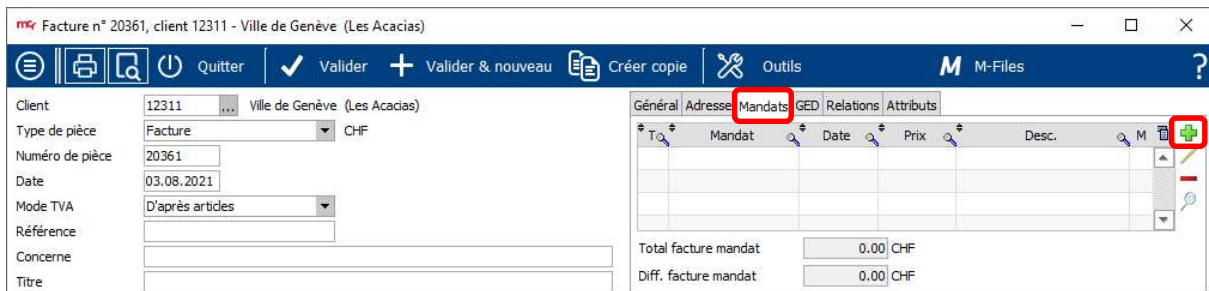 mcr Facture n° 20361, client 12311 - Ville de Genève (Les Acacias)
Quitter Valider Valider & nouveau Créer copie Outils M M-Files ?
Client 12311 ... Ville de Genève (Les Acacias)
Type de pièce Facture CHF
Numéro de pièce 20361
Date 03.08.2021
Mode TVA D'après articles
Référence
Concerne
Titre
Général Adresse Mandats GED Relations Attributs
T Mandat Date Prix Desc. M
Total facture mandat 0.00 CHF
Diff. facture mandat 0.00 CHF